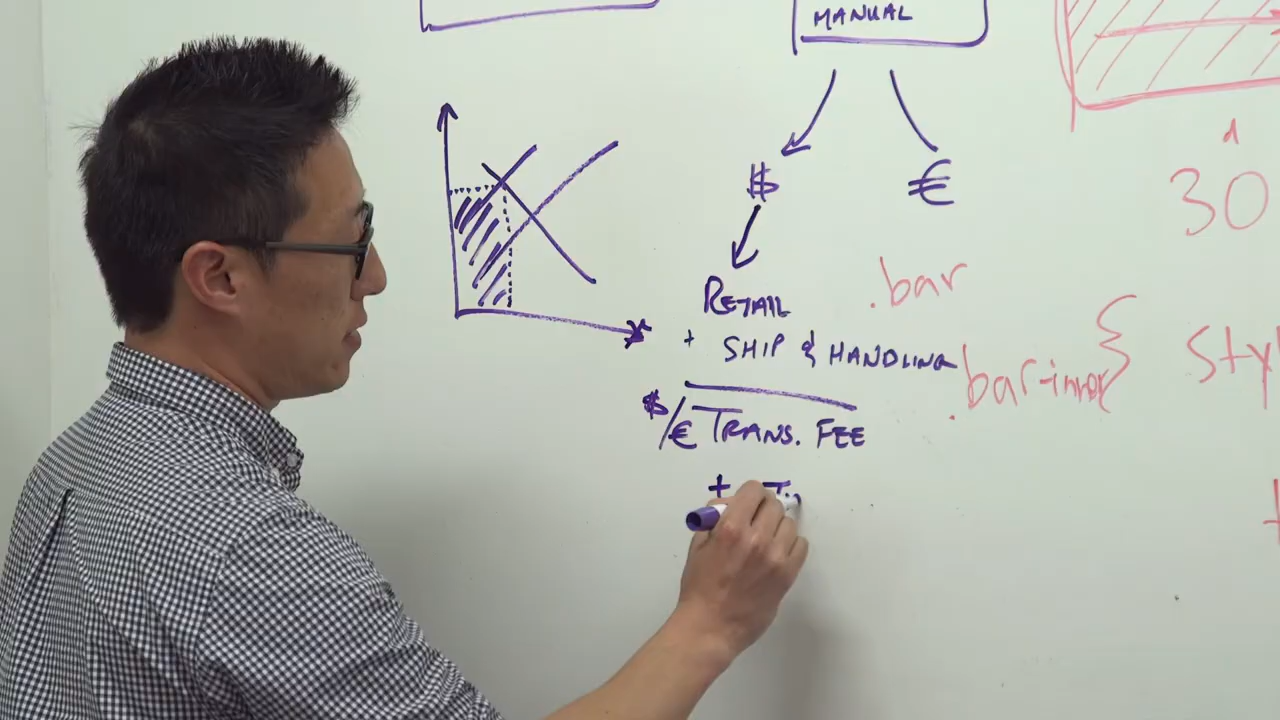 MANUAL
$ €
30
RETAIL
.bar
+ SHIP & HANDLING
.bar-inner {
$/€ TRANS. FEE
+